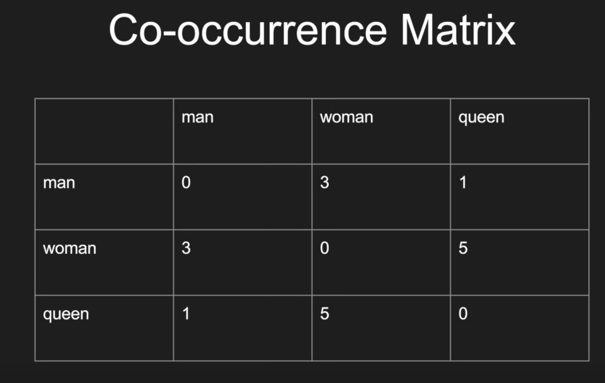 Co-occurrence Matrix
man woman queen
man 0 3 1
woman 3 0 5
queen 1 5 0